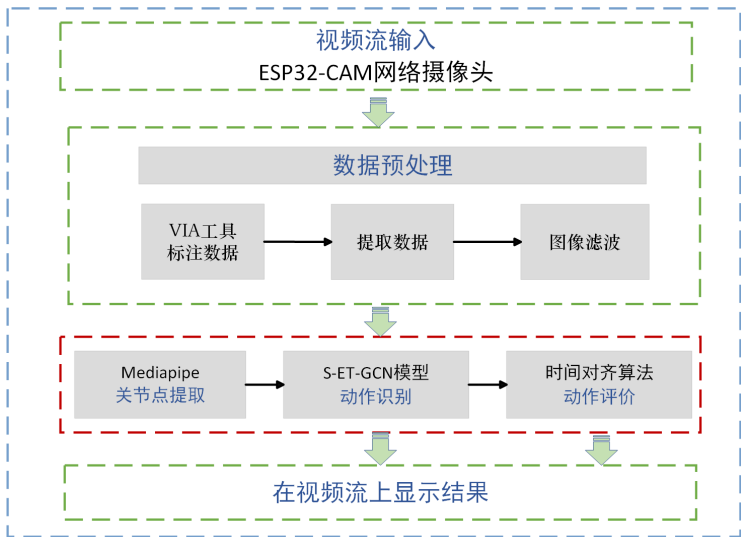 视频流输入
ESP32-CAM网络摄像头
数据预处理
VIA工具
标注数据
提取数据
图像滤波
Mediapipe
关节点提取
S-ET-GCN模型
动作识别
时间对齐算法
动作评价
在视频流上显示结果